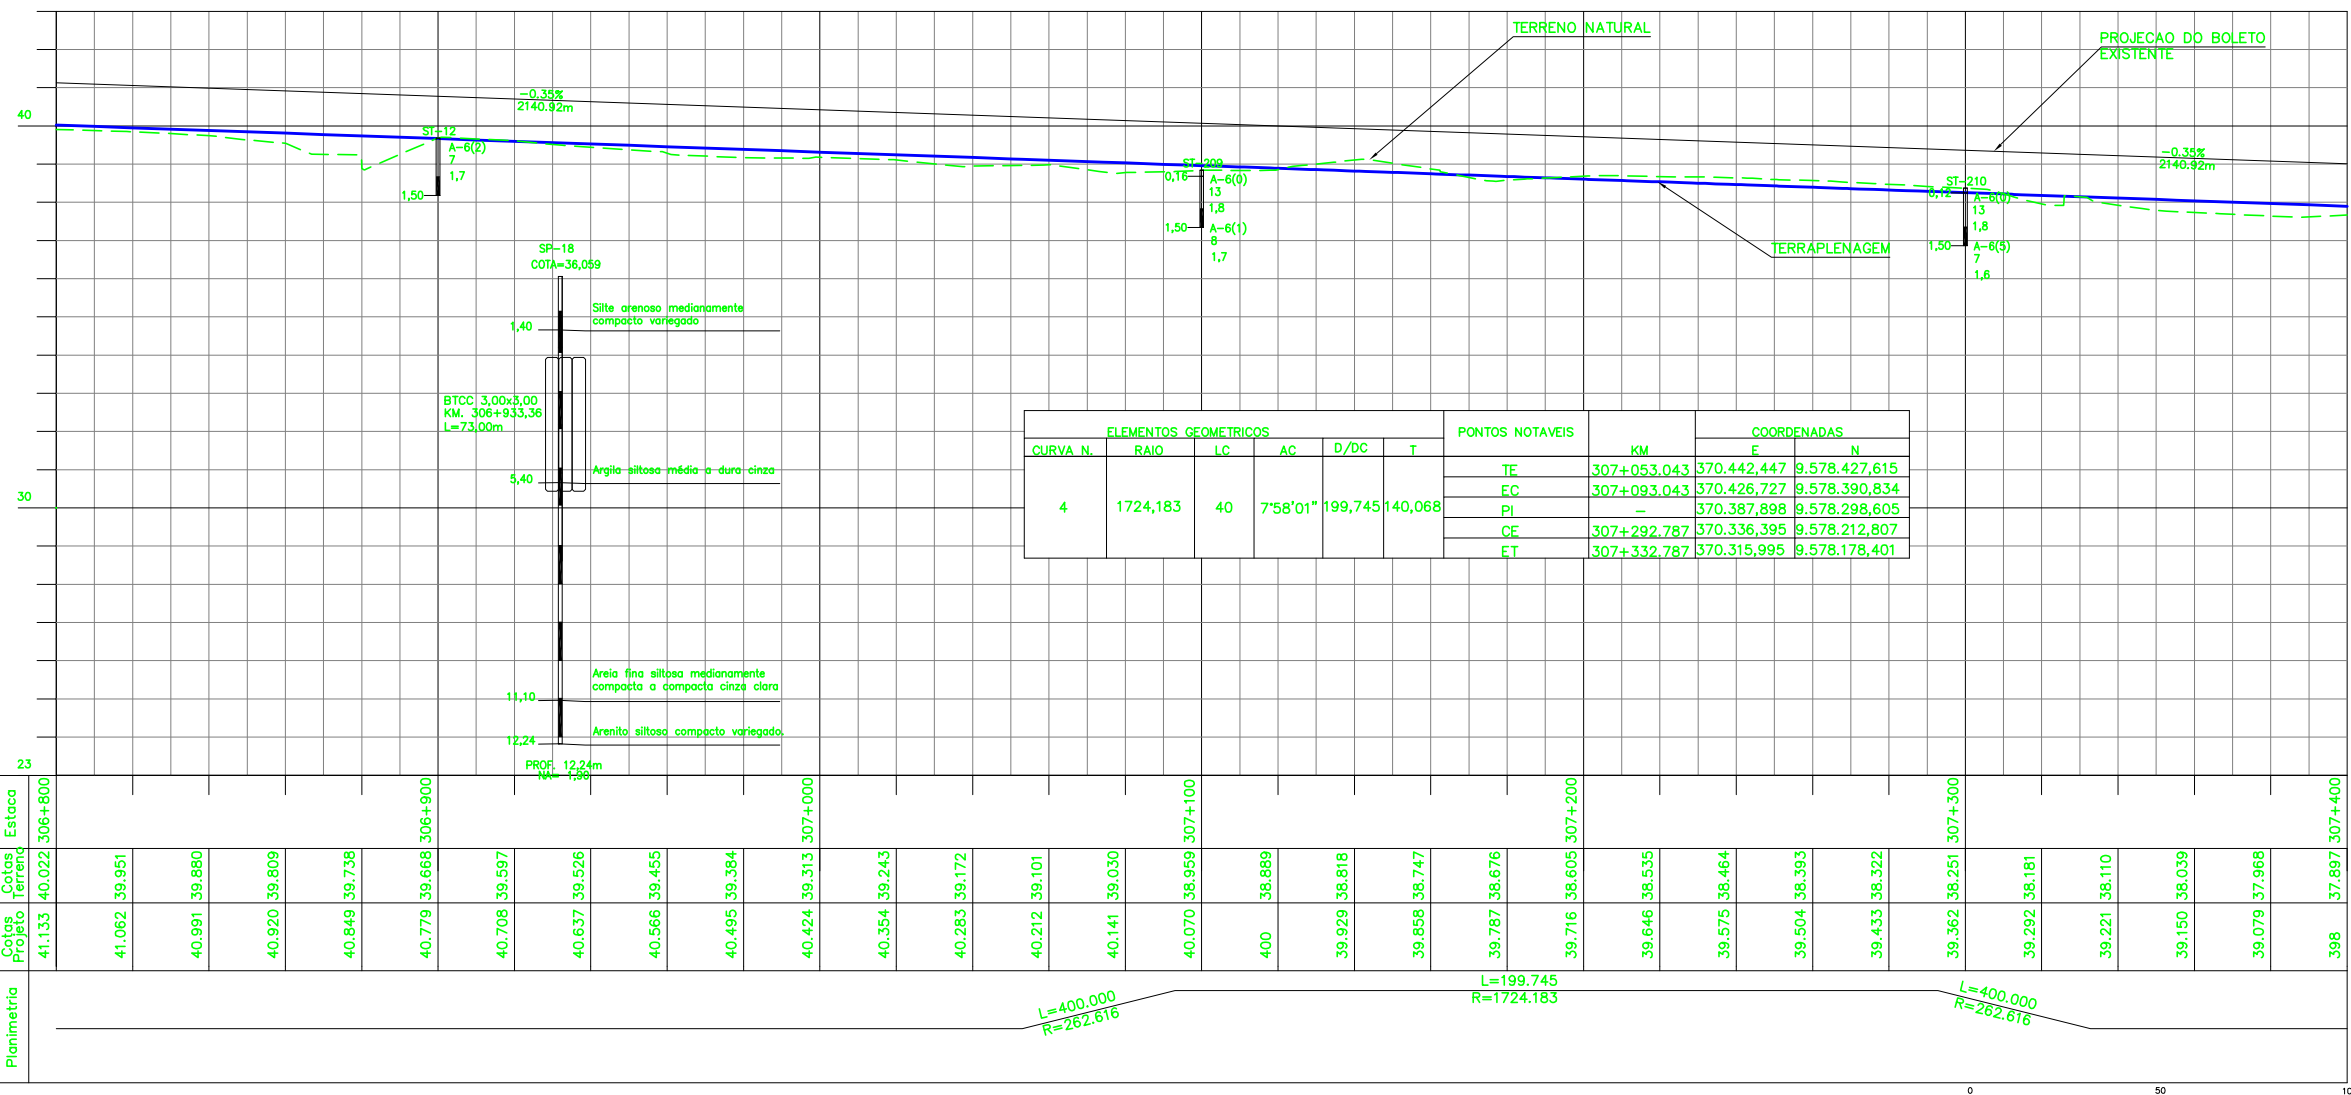 TERRENO NATURAL
PROJECAO DO BOLETO
EXISTENTE
-0.35%
2140.92m
40
ST-12
A-6(2)
7
1,7
1,50
ST-209
0,16
A-6(0)
13
1,8
1,50
A-6(1)
8
1,7
-0.35%
2140.92m
ST-210
0,12
A-6(0)
13
1,8
1,50
A-6(5)
7
1,6
TERRAPLENAGEM
SP-18
COTA=36,059
Silte arenoso medianamente
compacto variegado
1,40
BTCC 3,00x3,00
KM. 306+933,36
L=73.00m
Argila siltosa média a dura cinza
5,40
30
ELEMENTOS GEOMETRICOS
PONTOS NOTAVEIS
KM
COORDENADAS
CURVA N. RAIO LC AC D/DC T
E N
4 1724,183 40 7°58'01" 199,745 140,068
TE 307+053.043 370.442,447 9.578.427,615
EC 307+093.043 370.426,727 9.578.390,834
PI - 370.387,898 9.578.298,605
CE 307+292.787 370.336,395 9.578.212,807
ET 307+332.787 370.315,995 9.578.178,401
Areia fina siltosa medianamente
compacta a compacta cinza clara
11,10
Arenito siltoso compacto variegado.
12,24
23
PROF. 12,24m
NA=
Estaca
306+800 306+900 307+000 307+100 307+200 307+300 307+400
Cotas
Terreno
40.022 39.951 39.880 39.809 39.738 39.668 39.597 39.526 39.455 39.384 39.313 39.243 39.172 39.101 39.030 38.959 38.889 38.818 38.747 38.676 38.605 38.535 38.464 38.393 38.322 38.251 38.181 38.110 38.039 37.968 37.897
Cotas
Projeto
41.133 41.062 40.991 40.920 40.849 40.779 40.708 40.637 40.566 40.495 40.424 40.354 40.283 40.212 40.141 40.070 400 39.929 39.858 39.787 39.716 39.646 39.575 39.504 39.433 39.362 39.292 39.221 39.150 39.079 398
Planimetria
L=400.000
R=262.616
L=199.745
R=1724.183
L=400.000
R=262.616
0 50 10